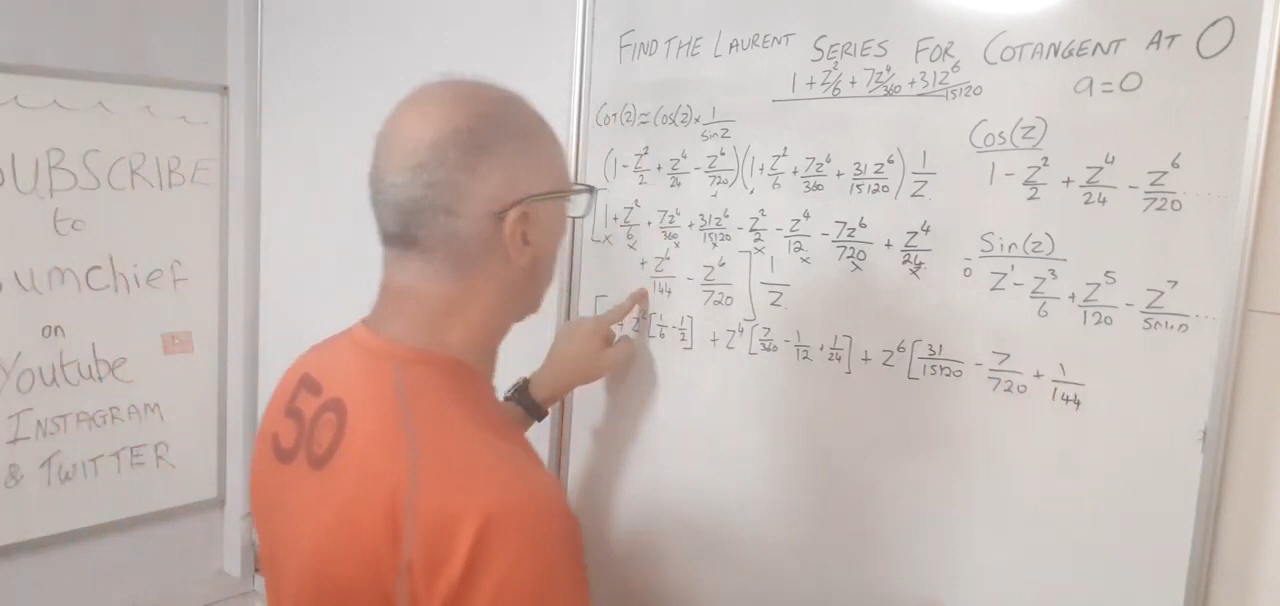 SUBSCRIBE
to
umchief
on
Youtube
INSTAGRAM
& TWITTER
50
FIND THE LAURENT SERIES FOR COTANGENT AT 0
1 + z²/6 + 7z⁴/360 + 31z⁶/15120
a=0
Cot(z) ≈ Cos(z) × 1/sin z
(1 - z²/2 + z⁴/24 - z⁶/720)(1 + z²/6 + 7z⁴/360 + 31z⁶/15120) 1/z
[1 + z²/6 + 7z⁴/360 + 31z⁶/15120 - z²/2 - z⁴/12 - 7z⁶/720 + z⁴/24
+ z⁶/144 - z⁶/720] 1/z
[ + z²[1/6 - 1/2] + z⁴[7/360 - 1/12 + 1/24] + z⁶[31/15120 - 7/720 + 1/144
Cos(z)
1 - z²/2 + z⁴/24 - z⁶/720 ....
Sin(z)
z¹ - z³/6 + z⁵/120 - z⁷/5040 ...